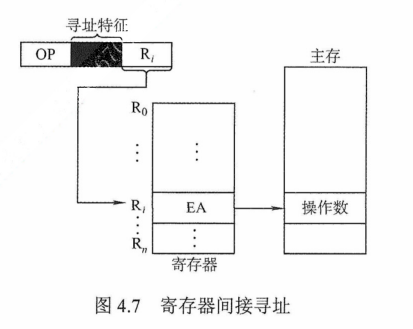 寻址特征
OP
R_i
主存
R_0
⋮
⋮
R_i
EA
操作数
⋮
R_n
⋮
寄存器
图 4.7 寄存器间接寻址